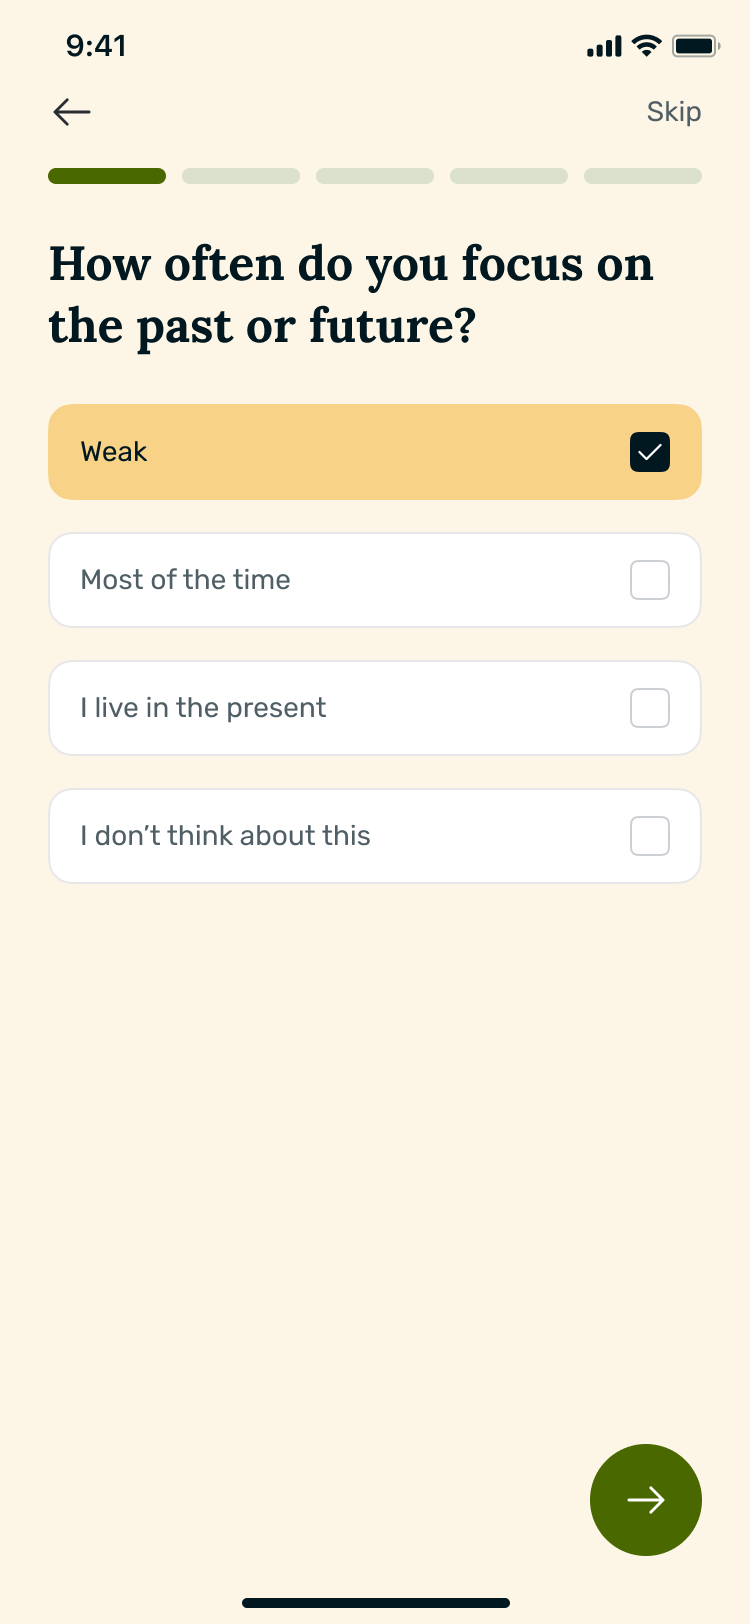 9:41
Skip
How often do you focus on
the past or future?
Weak
Most of the time
I live in the present
I don’t think about this